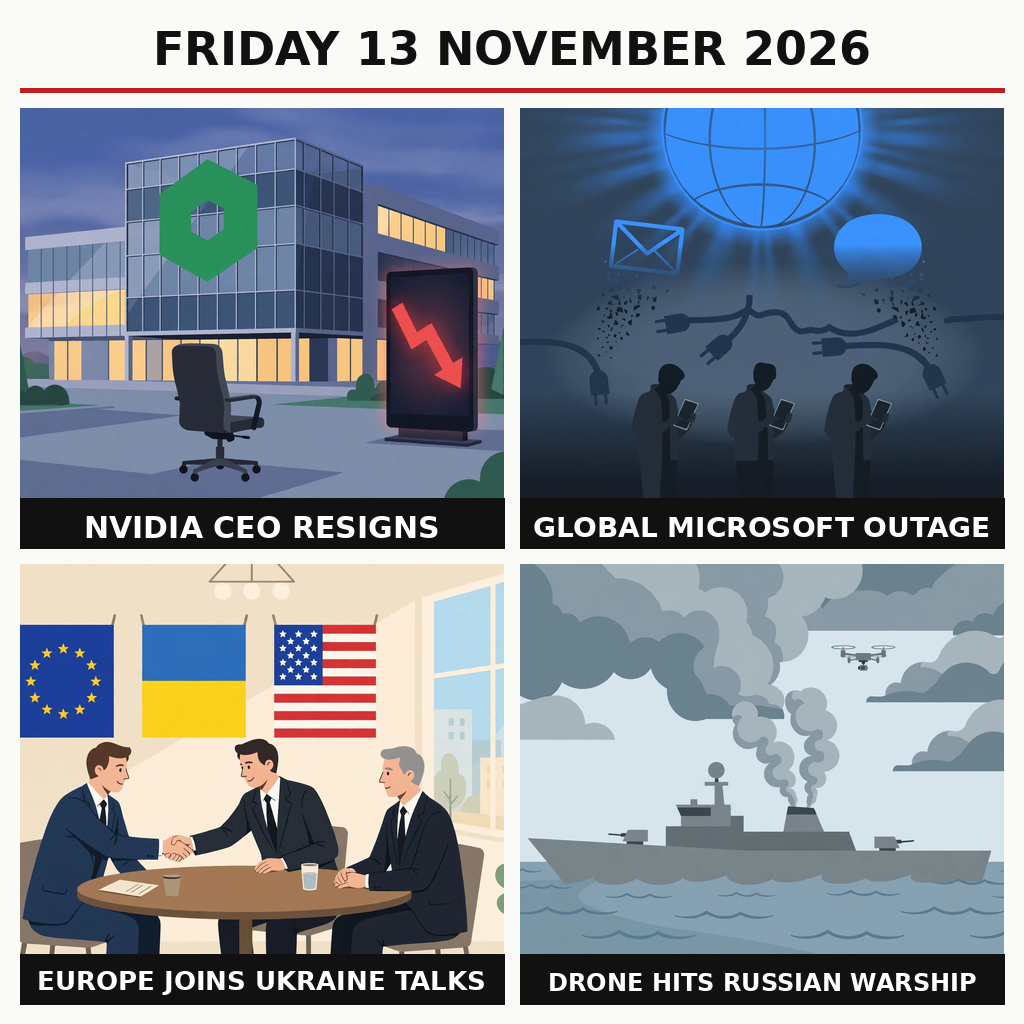 FRIDAY 13 NOVEMBER 2026
NVIDIA CEO RESIGNS
GLOBAL MICROSOFT OUTAGE
EUROPE JOINS UKRAINE TALKS
DRONE HITS RUSSIAN WARSHIP